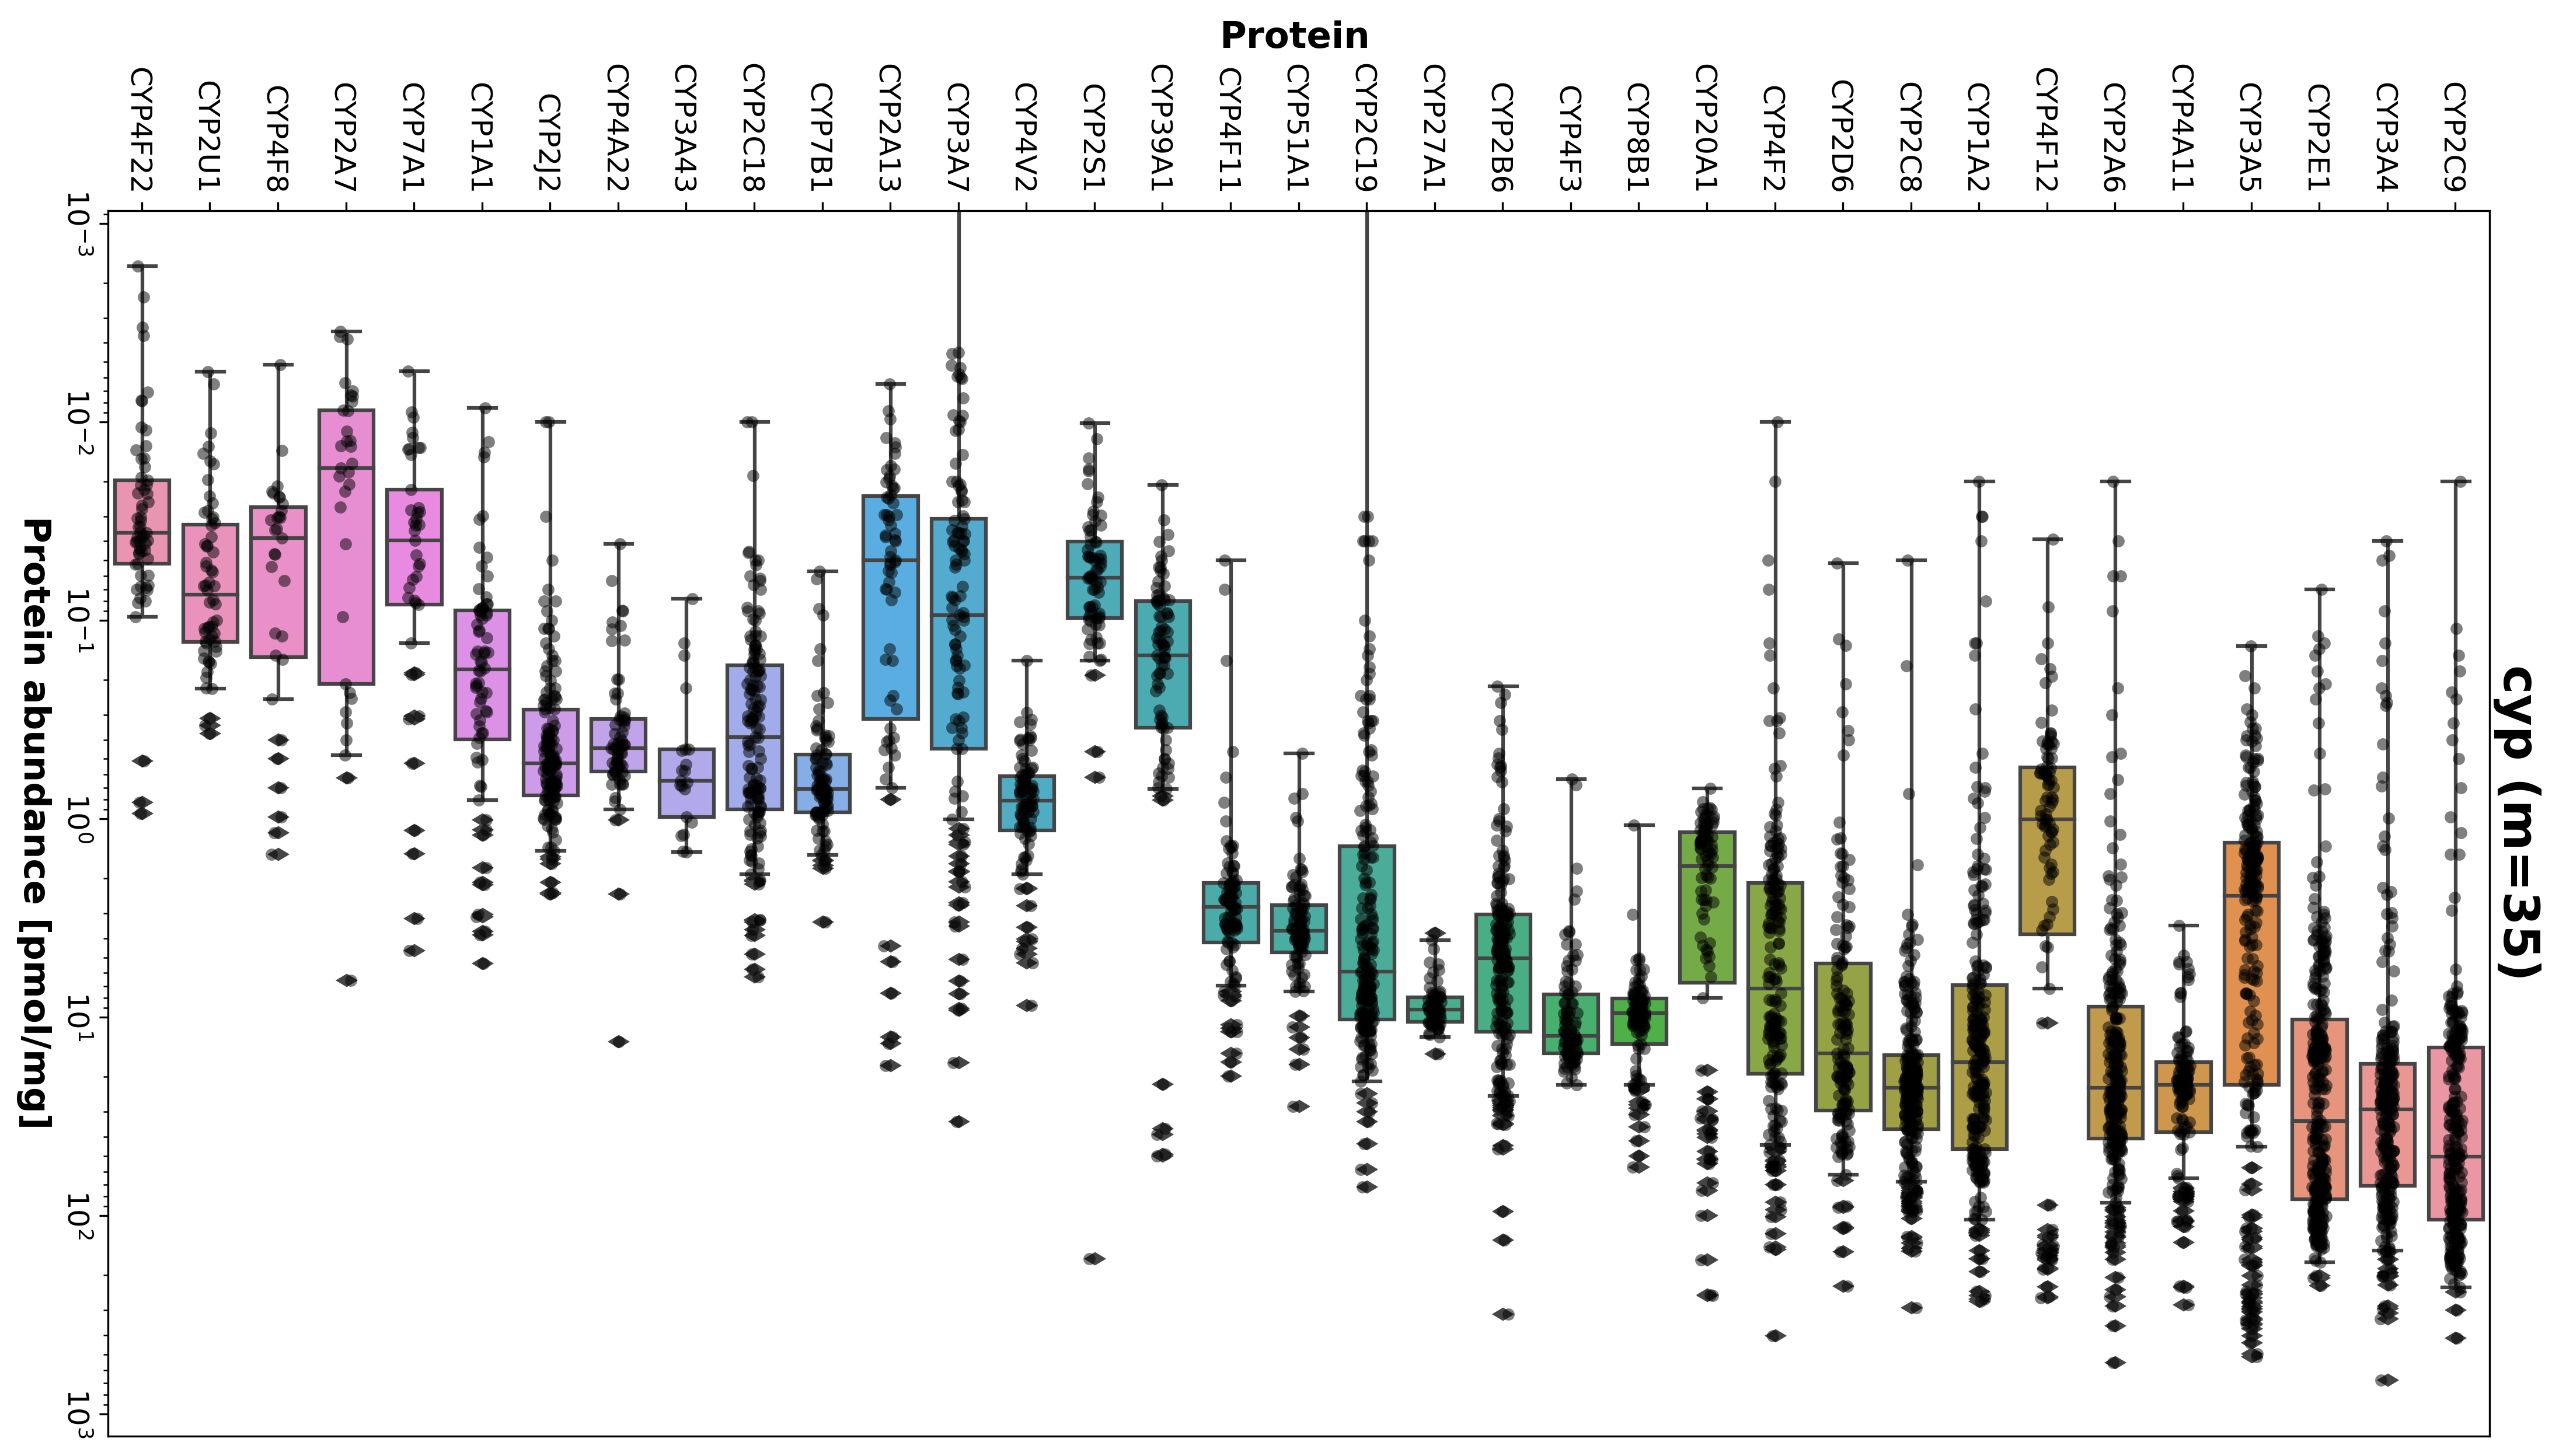 cyp (m=35)
Protein
CYP2C9
CYP3A4
CYP2E1
CYP3A5
CYP4A11
CYP2A6
CYP4F12
CYP1A2
CYP2C8
CYP2D6
CYP4F2
CYP20A1
CYP8B1
CYP4F3
CYP2B6
CYP27A1
CYP2C19
CYP51A1
CYP4F11
CYP39A1
CYP2S1
CYP4V2
CYP3A7
CYP2A13
CYP7B1
CYP2C18
CYP3A43
CYP4A22
CYP2J2
CYP1A1
CYP7A1
CYP2A7
CYP4F8
CYP2U1
CYP4F22
10⁻³
10⁻²
10⁻¹
10⁰
10¹
10²
10³
Protein abundance [pmol/mg]